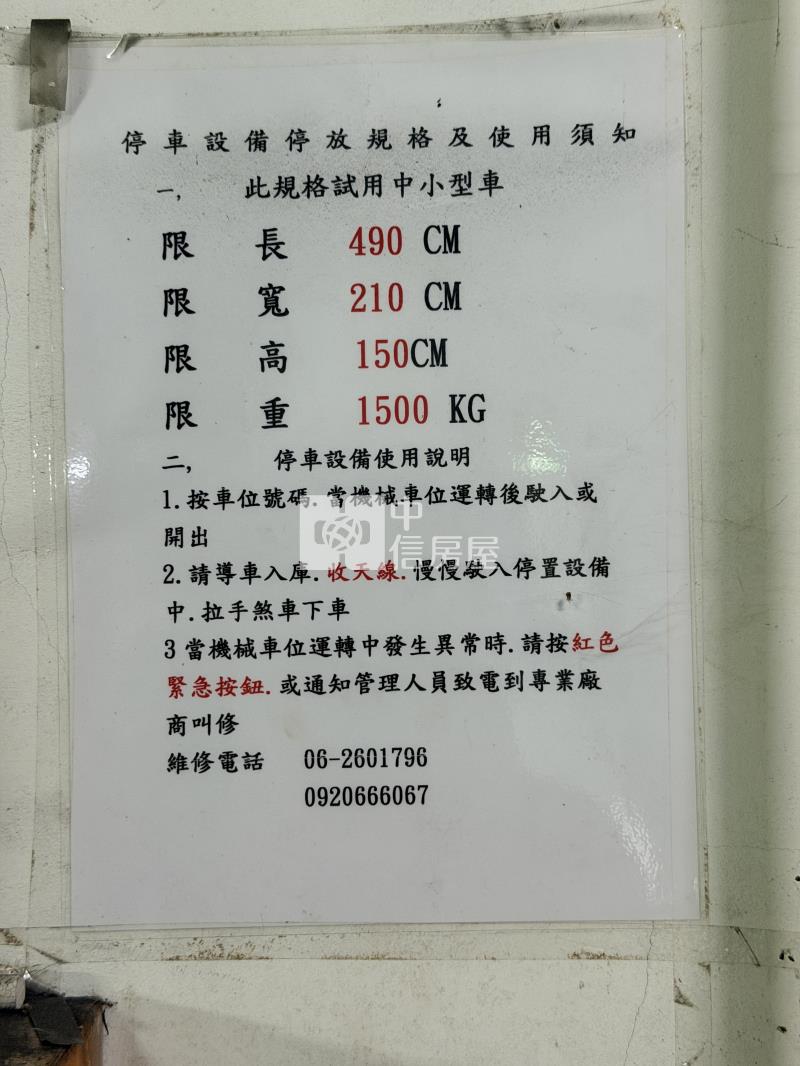 停車設備停放規格及使用須知
一, 此規格試用中小型車
限 長 490 CM
限 寬 210 CM
限 高 150CM
限 重 1500 KG
二, 停車設備使用說明
1.按車位號碼.當機械車位運轉後駛入或
開出
2.請導車入庫.收天線.慢慢駛入停置設備
中.拉手煞車下車
3當機械車位運轉中發生異常時.請按紅色
緊急按鈕.或通知管理人員致電到專業廠
商叫修
維修電話 06-2601796
0920666067
中
信居屋